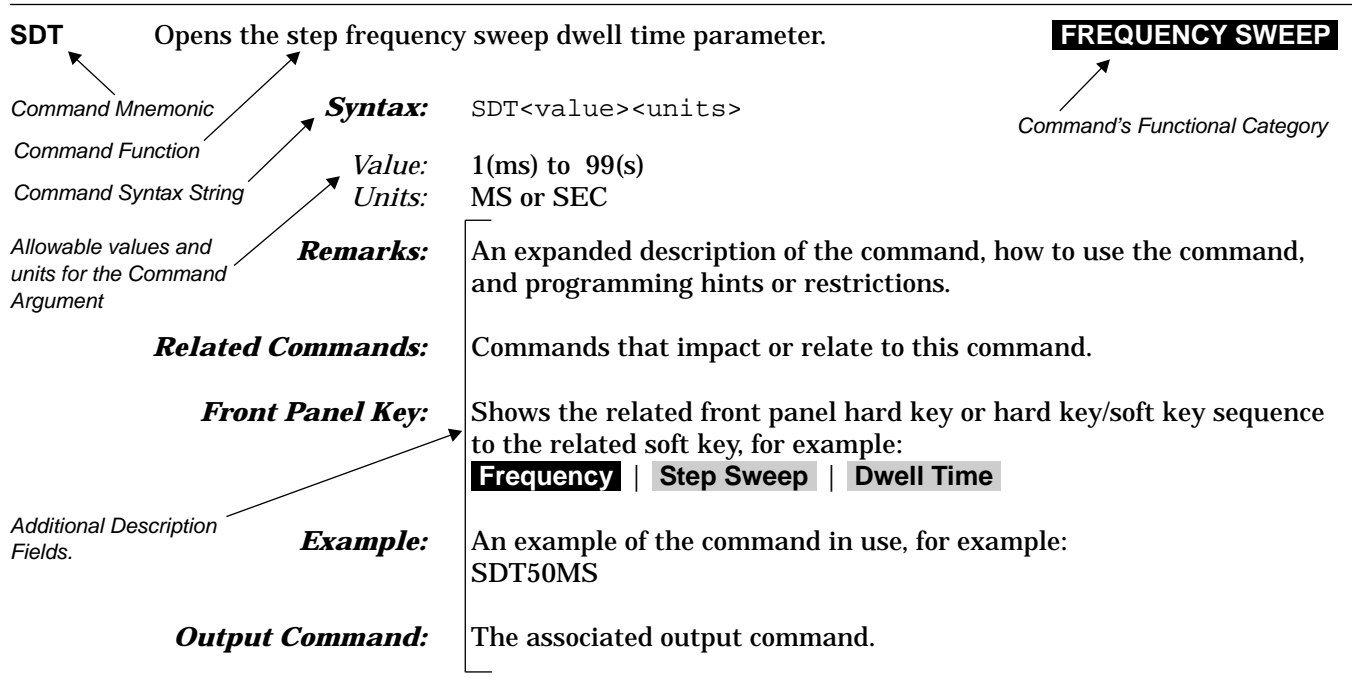 SDT Opens the step frequency sweep dwell time parameter. FREQUENCY SWEEP
Command Mnemonic
Syntax: SDT<value><units>
Command's Functional Category
Command Function
Value: 1(ms) to 99(s)
Command Syntax String
Units: MS or SEC
Allowable values and
units for the Command
Argument
Remarks: An expanded description of the command, how to use the command,
and programming hints or restrictions.
Related Commands: Commands that impact or relate to this command.
Front Panel Key: Shows the related front panel hard key or hard key/soft key sequence
to the related soft key, for example:
Frequency | Step Sweep | Dwell Time
Additional Description
Fields.
Example: An example of the command in use, for example:
SDT50MS
Output Command: The associated output command.